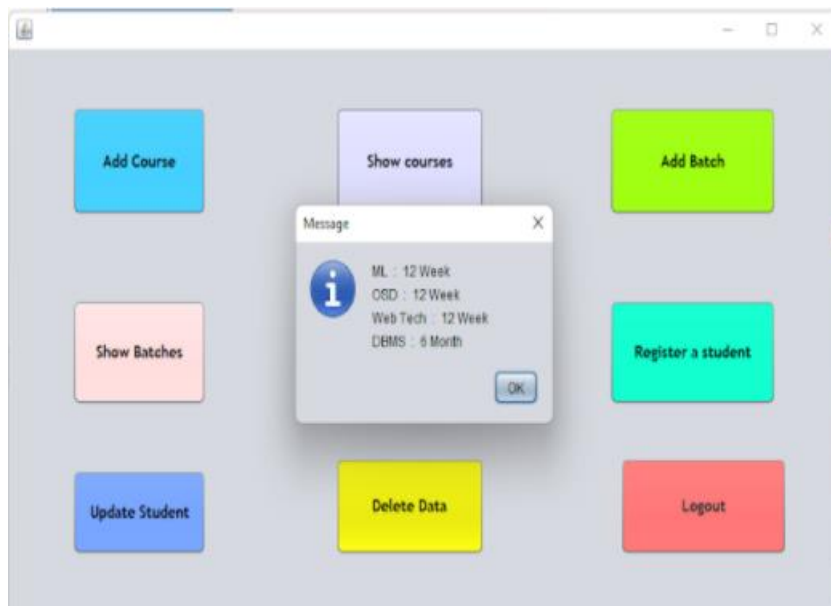 Add Course
Show courses
Add Batch
Message
ML : 12 Week
OSD : 12 Week
Web Tech : 12 Week
DBMS : 6 Month
OK
Show Batches
Register a student
Update Student
Delete Data
Logout